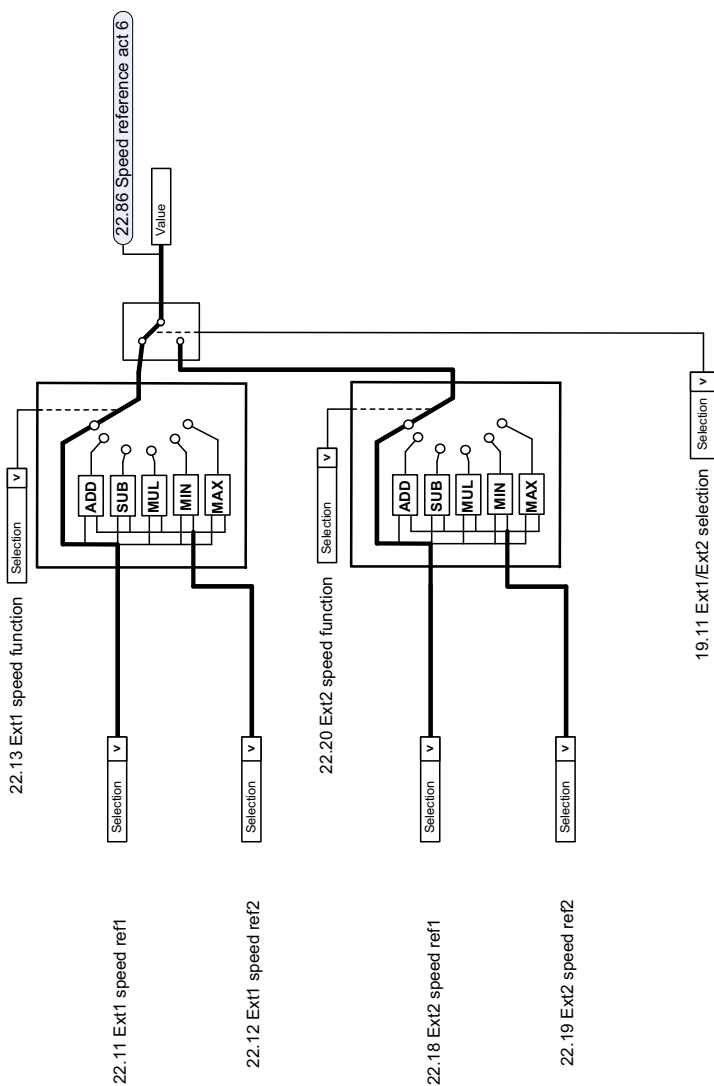 22.86 Speed reference act 6
Value
22.13 Ext1 speed function
Selection
v
ADD
SUB
MUL
MIN
MAX
22.11 Ext1 speed ref1
Selection
v
22.12 Ext1 speed ref2
Selection
v
22.20 Ext2 speed function
Selection
v
ADD
SUB
MUL
MIN
MAX
22.18 Ext2 speed ref1
Selection
v
22.19 Ext2 speed ref2
Selection
v
19.11 Ext1/Ext2 selection
Selection
v